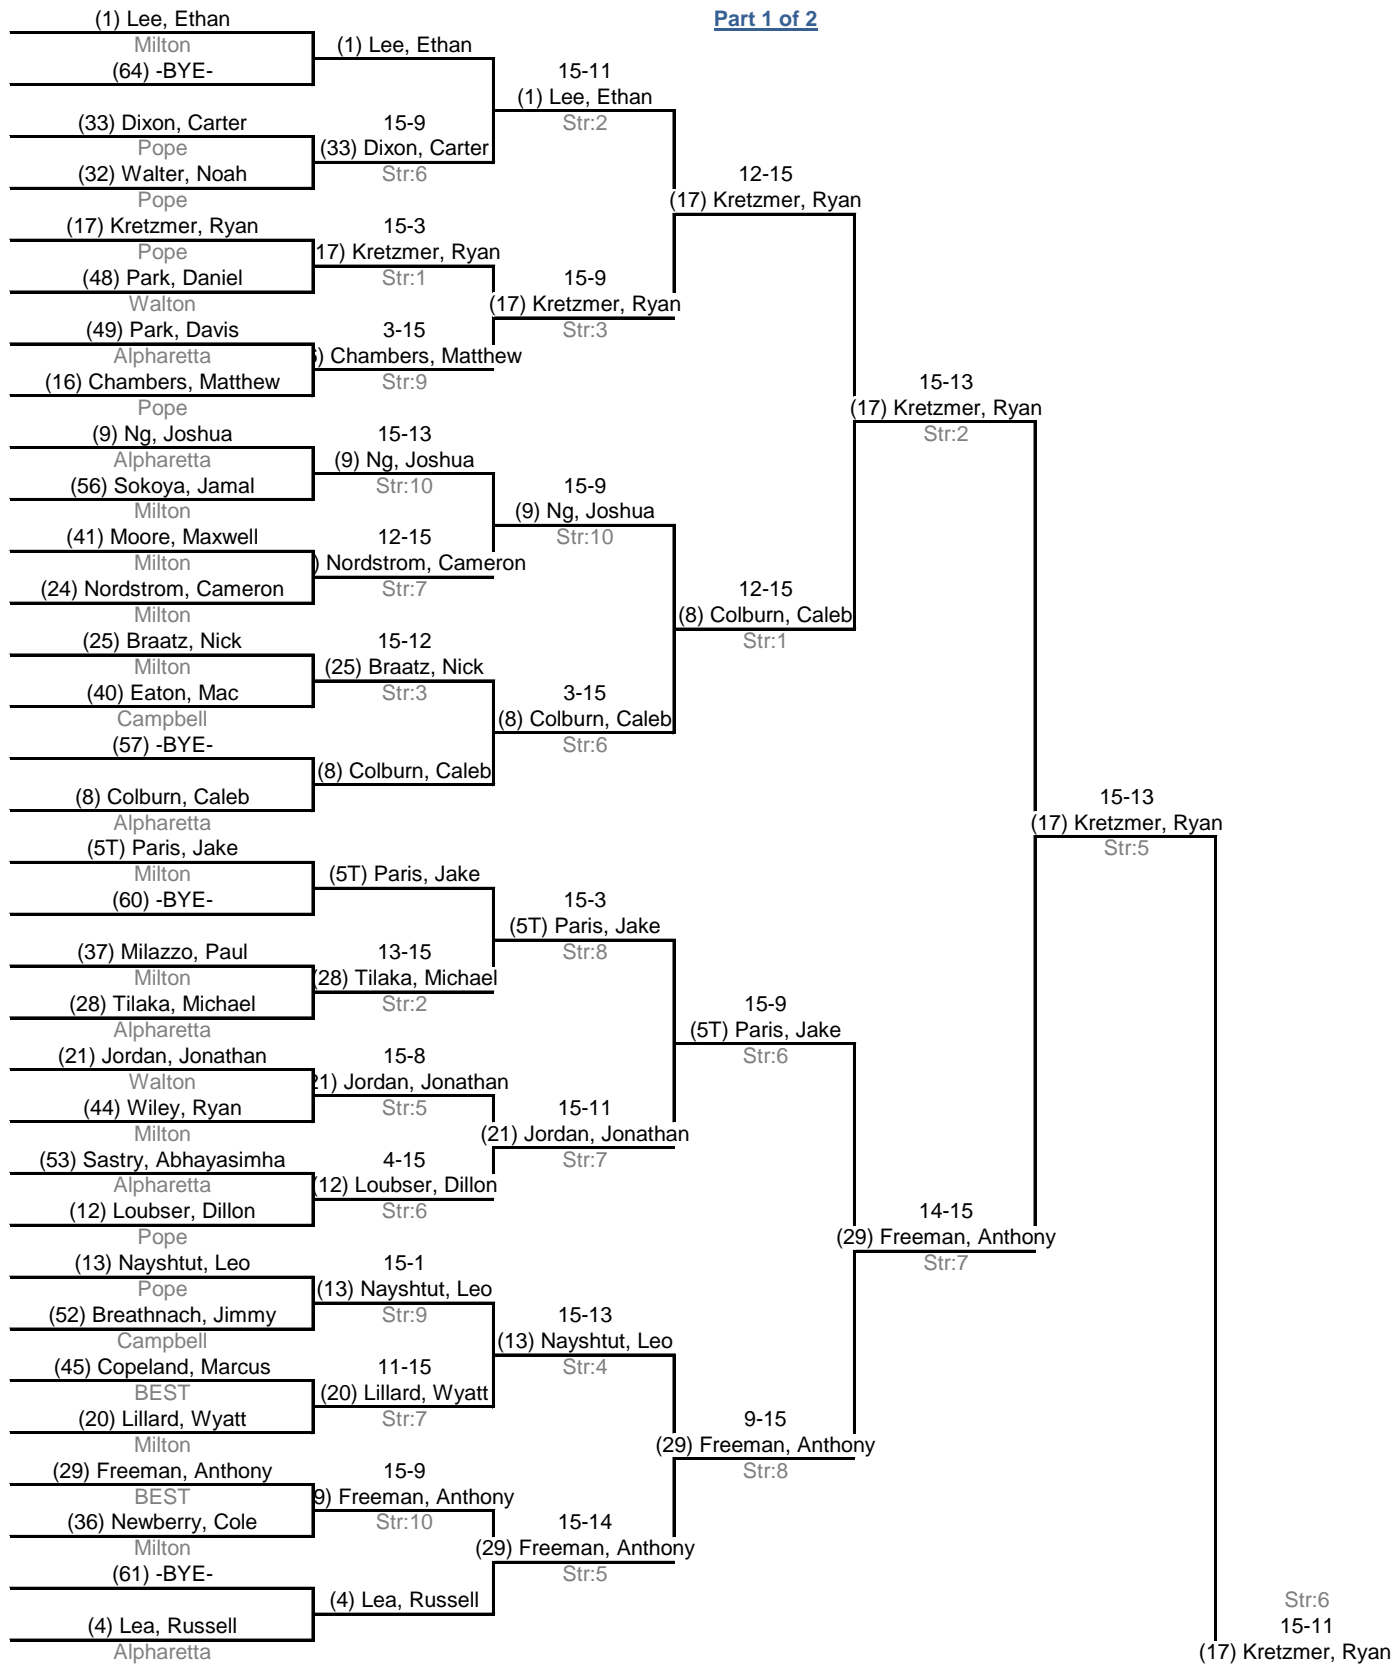 Part 1 of 2
(1) Lee, Ethan
Milton
(64) -BYE-
(33) Dixon, Carter
Pope
(32) Walter, Noah
Pope
(17) Kretzmer, Ryan
Pope
(48) Park, Daniel
Walton
(49) Park, Davis
Alpharetta
(16) Chambers, Matthew
Pope
(9) Ng, Joshua
Alpharetta
(56) Sokoya, Jamal
Milton
(41) Moore, Maxwell
Milton
(24) Nordstrom, Cameron
Milton
(25) Braatz, Nick
Milton
(40) Eaton, Mac
Campbell
(57) -BYE-
(8) Colburn, Caleb
Alpharetta
(5T) Paris, Jake
Milton
(60) -BYE-
(37) Milazzo, Paul
Milton
(28) Tilaka, Michael
Alpharetta
(21) Jordan, Jonathan
Walton
(44) Wiley, Ryan
Milton
(53) Sastry, Abhayasimha
Alpharetta
(12) Loubser, Dillon
Pope
(13) Nayshtut, Leo
Pope
(52) Breathnach, Jimmy
Campbell
(45) Copeland, Marcus
BEST
(20) Lillard, Wyatt
Milton
(29) Freeman, Anthony
BEST
(36) Newberry, Cole
Milton
(61) -BYE-
(4) Lea, Russell
Alpharetta
(1) Lee, Ethan
15-9
(33) Dixon, Carter
Str:6
15-3
17) Kretzmer, Ryan
Str:1
3-15
) Chambers, Matthew
Str:9
15-13
(9) Ng, Joshua
Str:10
12-15
) Nordstrom, Cameron
Str:7
15-12
(25) Braatz, Nick
Str:3
(8) Colburn, Caleb
(5T) Paris, Jake
13-15
(28) Tilaka, Michael
Str:2
15-8
21) Jordan, Jonathan
Str:5
4-15
(12) Loubser, Dillon
Str:6
15-1
(13) Nayshtut, Leo
Str:9
11-15
(20) Lillard, Wyatt
Str:7
15-9
9) Freeman, Anthony
Str:10
(4) Lea, Russell
15-11
(1) Lee, Ethan
Str:2
15-9
(17) Kretzmer, Ryan
Str:3
15-9
(9) Ng, Joshua
Str:10
3-15
(8) Colburn, Caleb
Str:6
15-3
(5T) Paris, Jake
Str:8
15-11
(21) Jordan, Jonathan
Str:7
15-13
(13) Nayshtut, Leo
Str:4
15-14
(29) Freeman, Anthony
Str:5
12-15
(17) Kretzmer, Ryan
12-15
(8) Colburn, Caleb
Str:1
15-9
(5T) Paris, Jake
Str:6
9-15
(29) Freeman, Anthony
Str:8
15-13
(17) Kretzmer, Ryan
Str:2
14-15
(29) Freeman, Anthony
Str:7
15-13
(17) Kretzmer, Ryan
Str:5
Str:6
15-11
(17) Kretzmer, Ryan